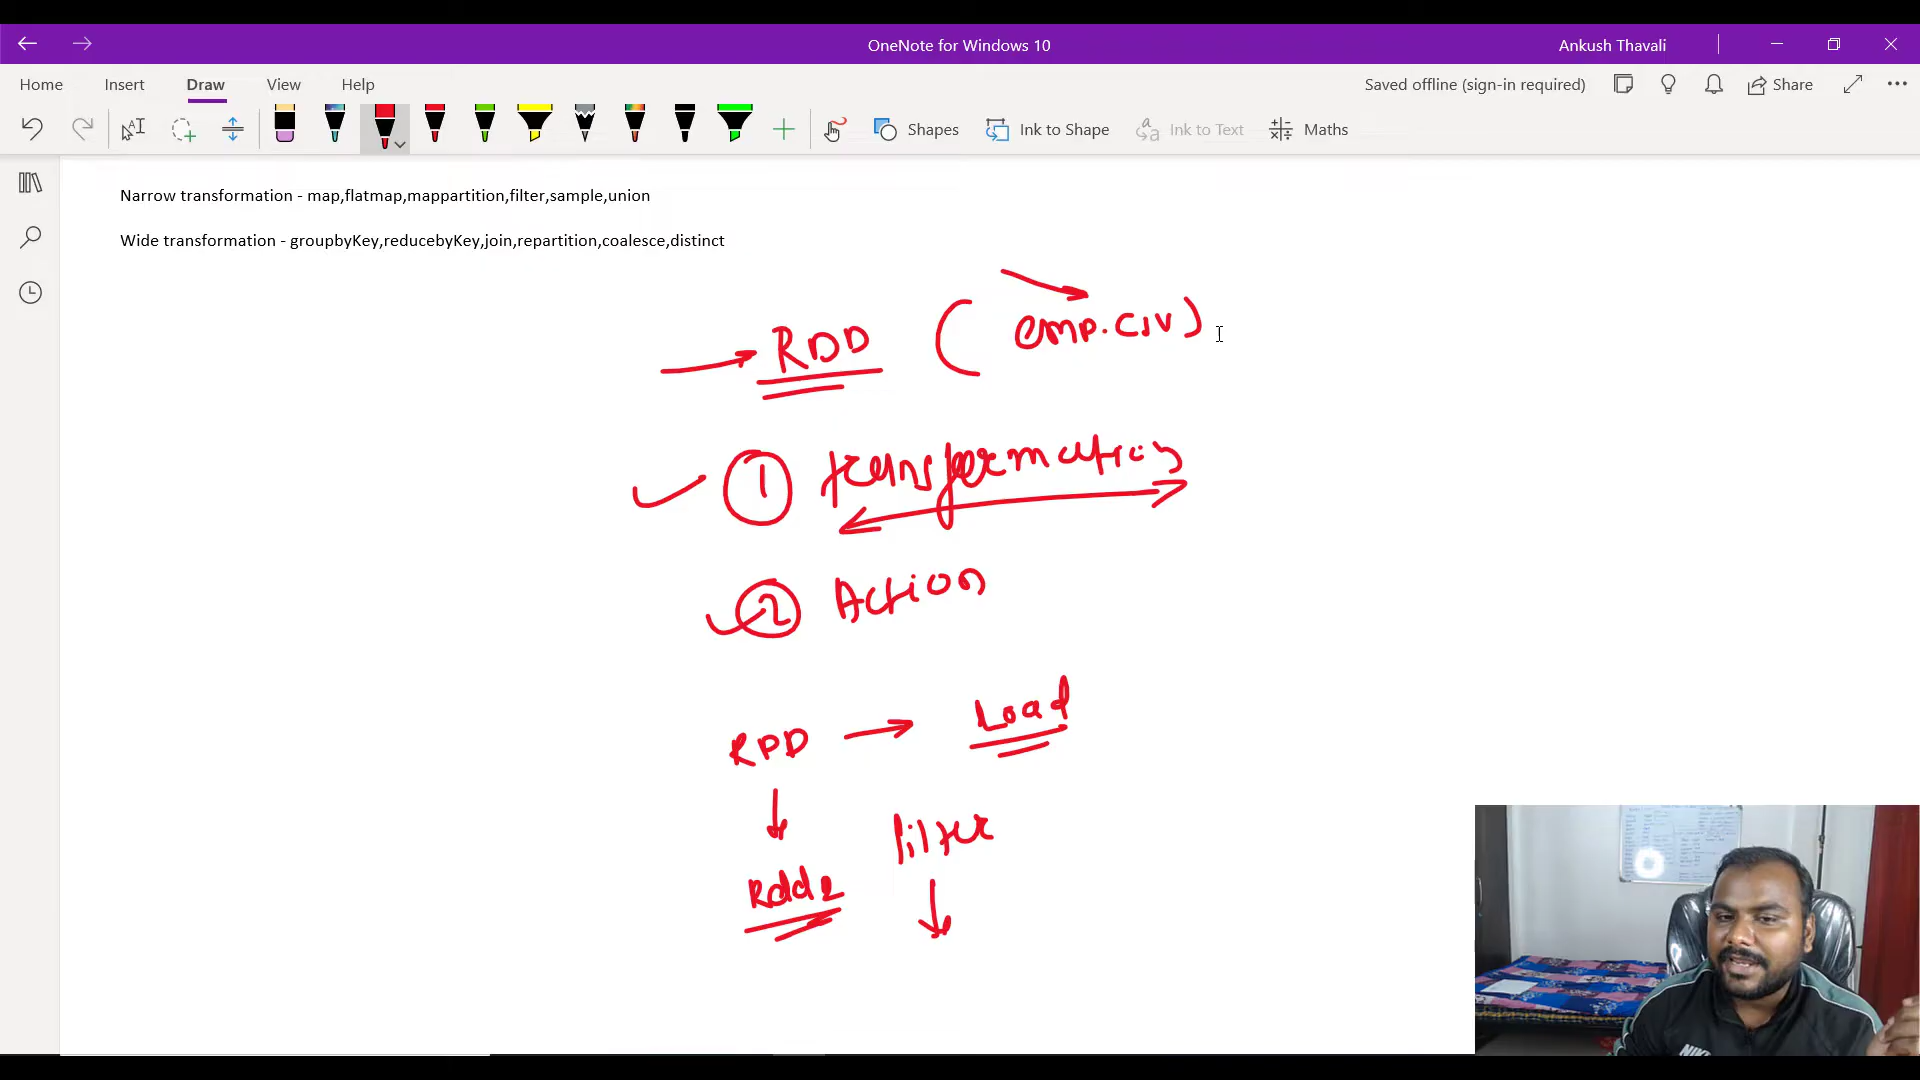 OneNote for Windows 10
Ankush Thavali
Home Insert Draw View Help
Saved offline (sign-in required) Share
Shapes Ink to Shape Ink to Text Maths
Narrow transformation - map,flatmap,mappartition,filter,sample,union
Wide transformation - groupbyKey,reducebyKey,join,repartition,coalesce,distinct
RDD ( emp.csv)
1 transformation
2 Action
RDD → Load
Rdd2 filter